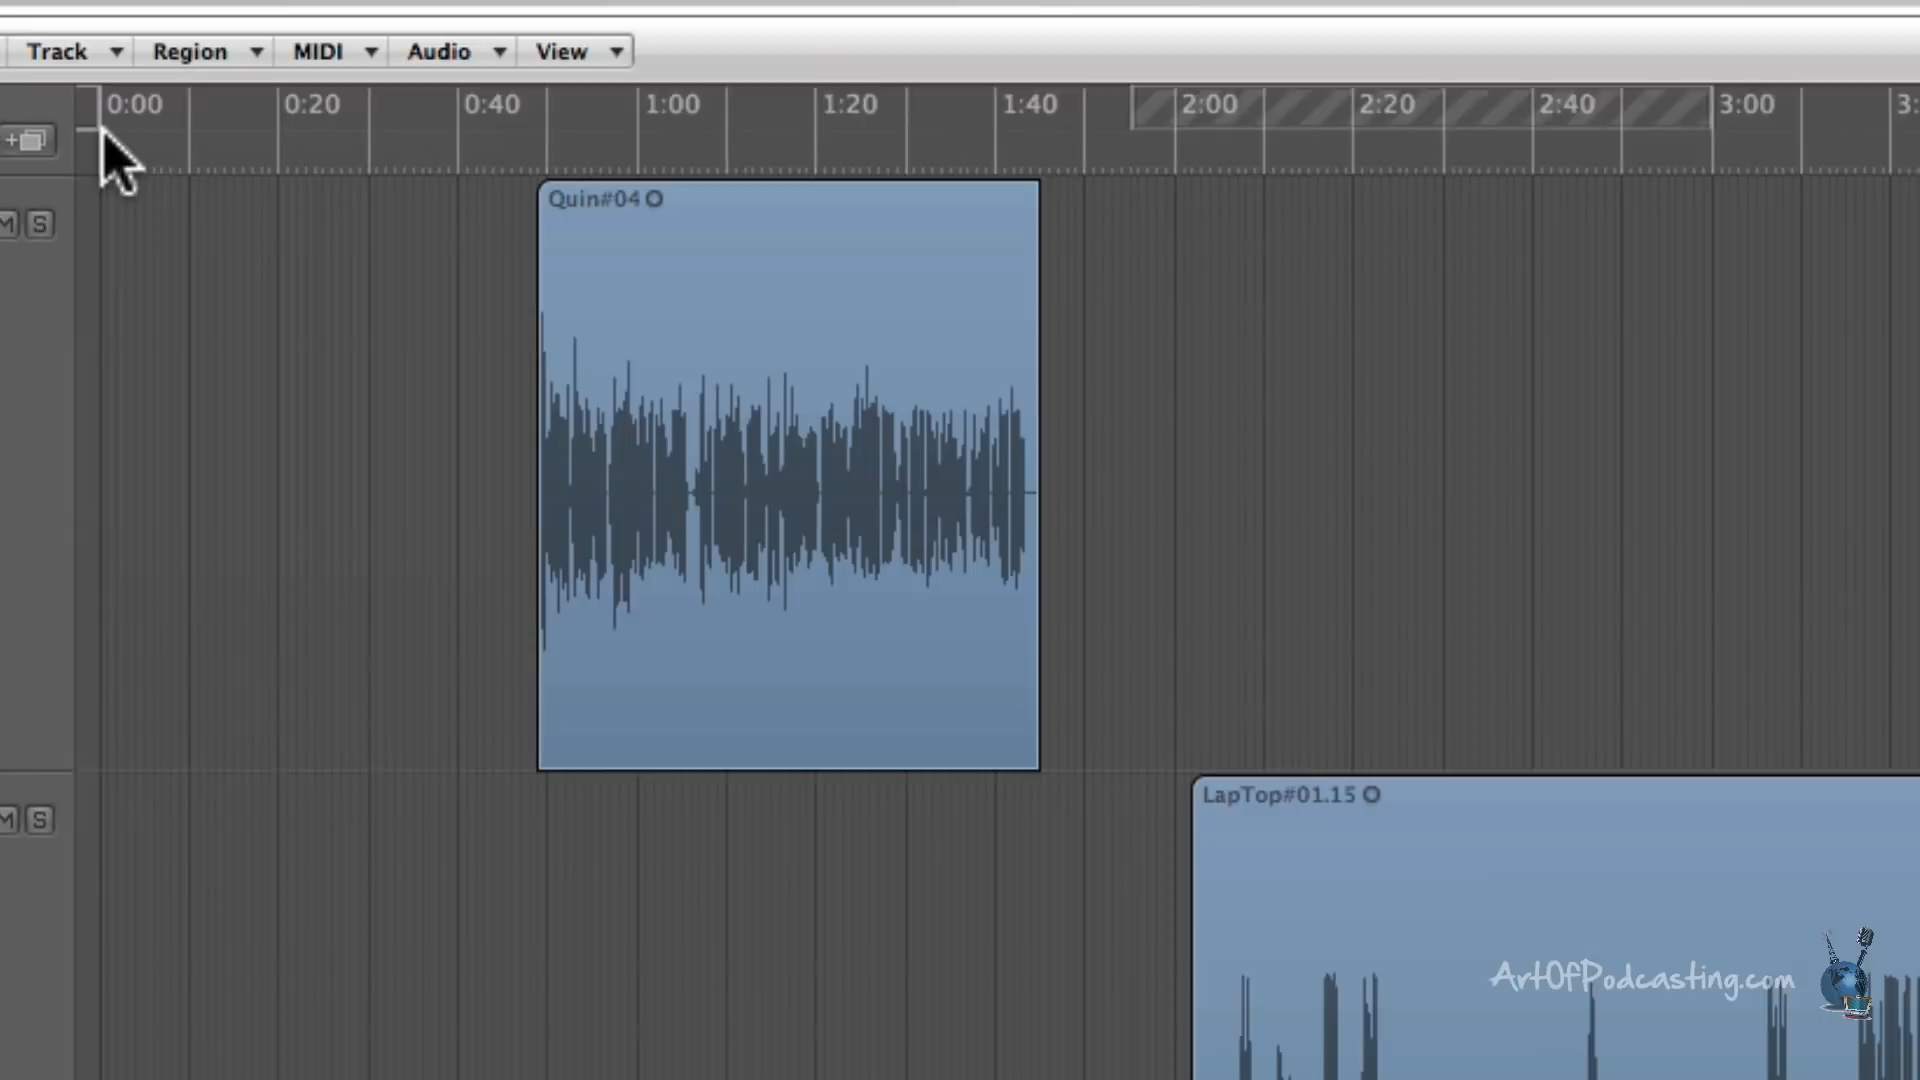 Track Region MIDI Audio View
0:00 0:20 0:40 1:00 1:20 1:40 2:00 2:20 2:40 3:00 3:
+
M S
Quin#04
M S
LapTop#01.15
ArtOfPodcasting.com